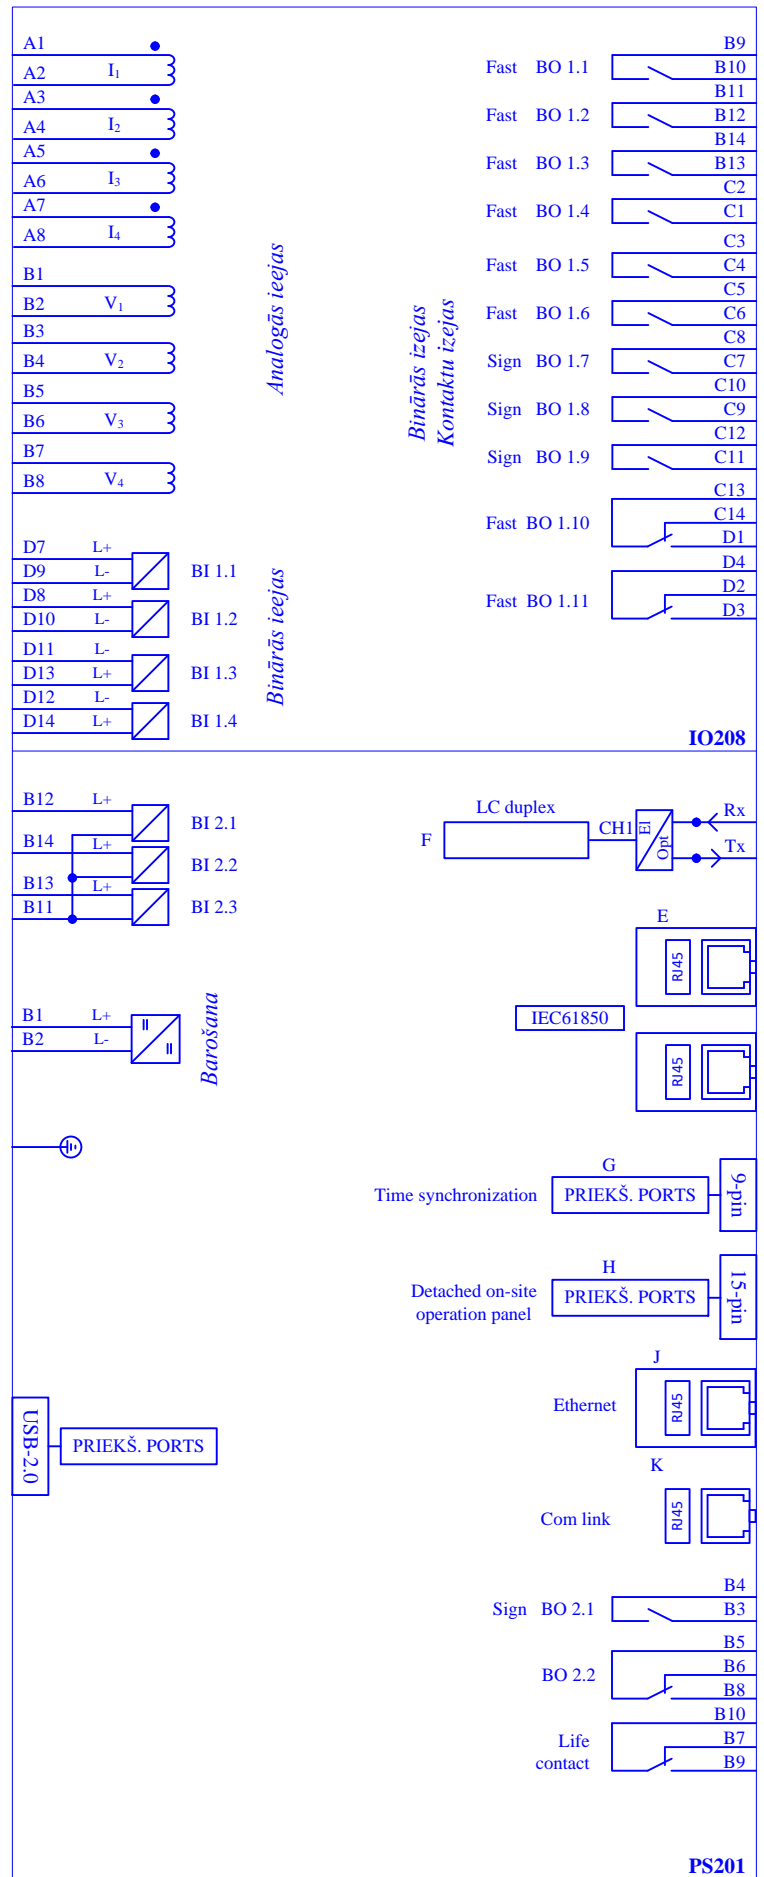 A1
A2 I₁
A3
A4 I₂
A5
A6 I₃
A7
A8 I₄
B1
B2 V₁
B3
B4 V₂
B5
B6 V₃
B7
B8 V₄
Analogās ieejas
D7 L+
D9 L-
BI 1.1
D8 L+
D10 L-
BI 1.2
D11 L-
D13 L+
BI 1.3
D12 L-
D14 L+
BI 1.4
Binārās ieejas
Binārās izejas
Kontaktu izejas
B9
Fast BO 1.1 B10
B11
Fast BO 1.2 B12
B14
Fast BO 1.3 B13
C2
Fast BO 1.4 C1
C3
Fast BO 1.5 C4
C5
Fast BO 1.6 C6
C8
Sign BO 1.7 C7
C10
Sign BO 1.8 C9
C12
Sign BO 1.9 C11
C13
C14
Fast BO 1.10
D1
D4
D2
Fast BO 1.11
D3
IO208
B12 L+
BI 2.1
B14 L+
BI 2.2
B13 L+
B11
BI 2.3
B1 L+
B2 L-
Barošana
USB-2.0
PRIEKŠ. PORTS
LC duplex
F
CH1
El
Opt
Rx
Tx
E
RJ45
IEC61850
RJ45
G
Time synchronization PRIEKŠ. PORTS
9-pin
H
Detached on-site
operation panel
PRIEKŠ. PORTS
15-pin
J
Ethernet
RJ45
K
Com link
RJ45
B4
Sign BO 2.1 B3
B5
B6
BO 2.2
B8
B10
B7
Life
contact
B9
PS201